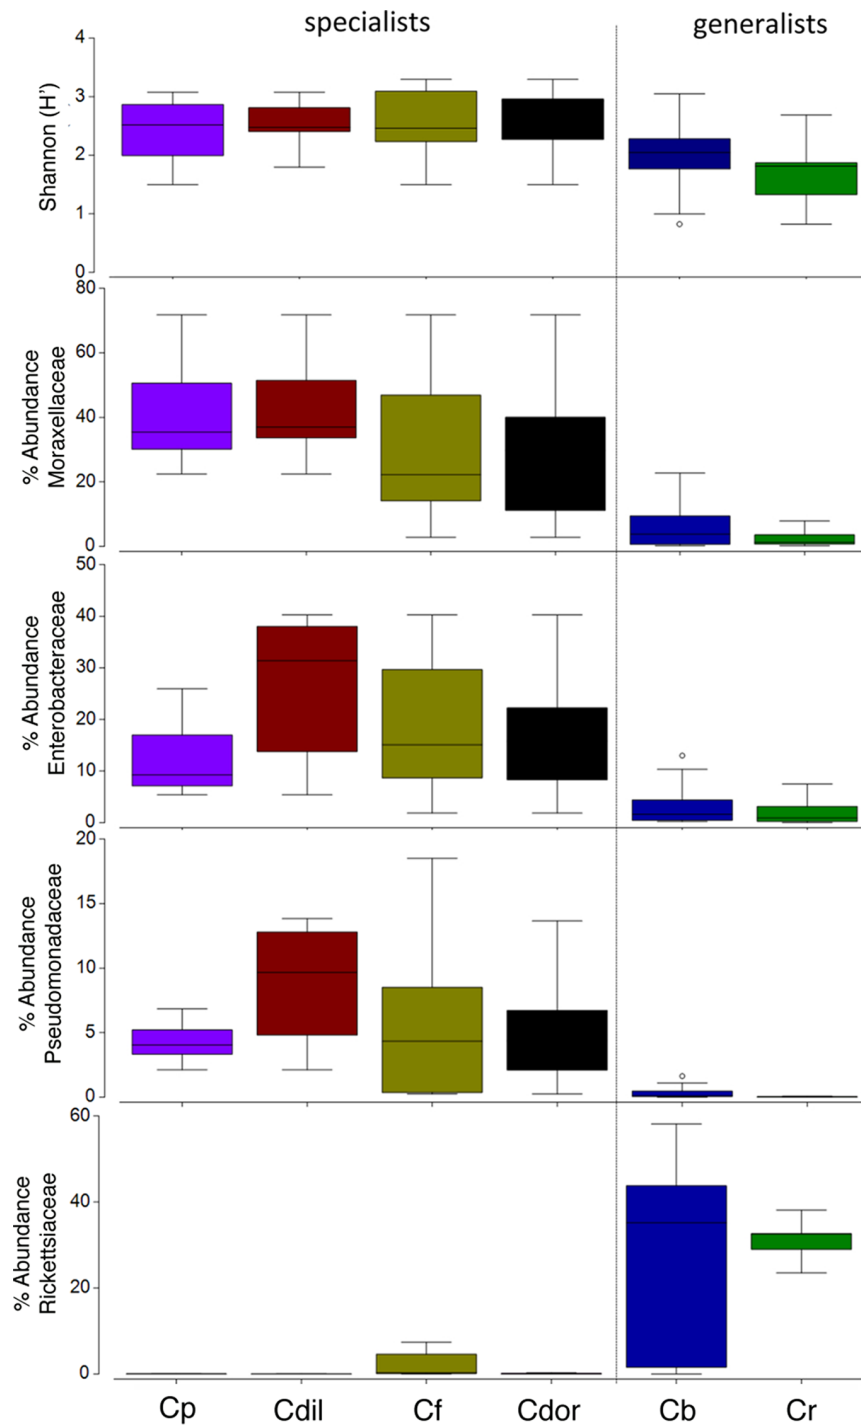 specialists
generalists
Shannon (H')
4
3
2
1
0
% Abundance
Moraxellaceae
80
60
40
20
0
% Abundance
Enterobacteraceae
50
40
30
20
10
0
% Abundance
Pseudomonadaceae
20
15
10
5
0
% Abundance
Rickettsiaceae
60
40
20
0
Cp Cdil Cf Cdor Cb Cr